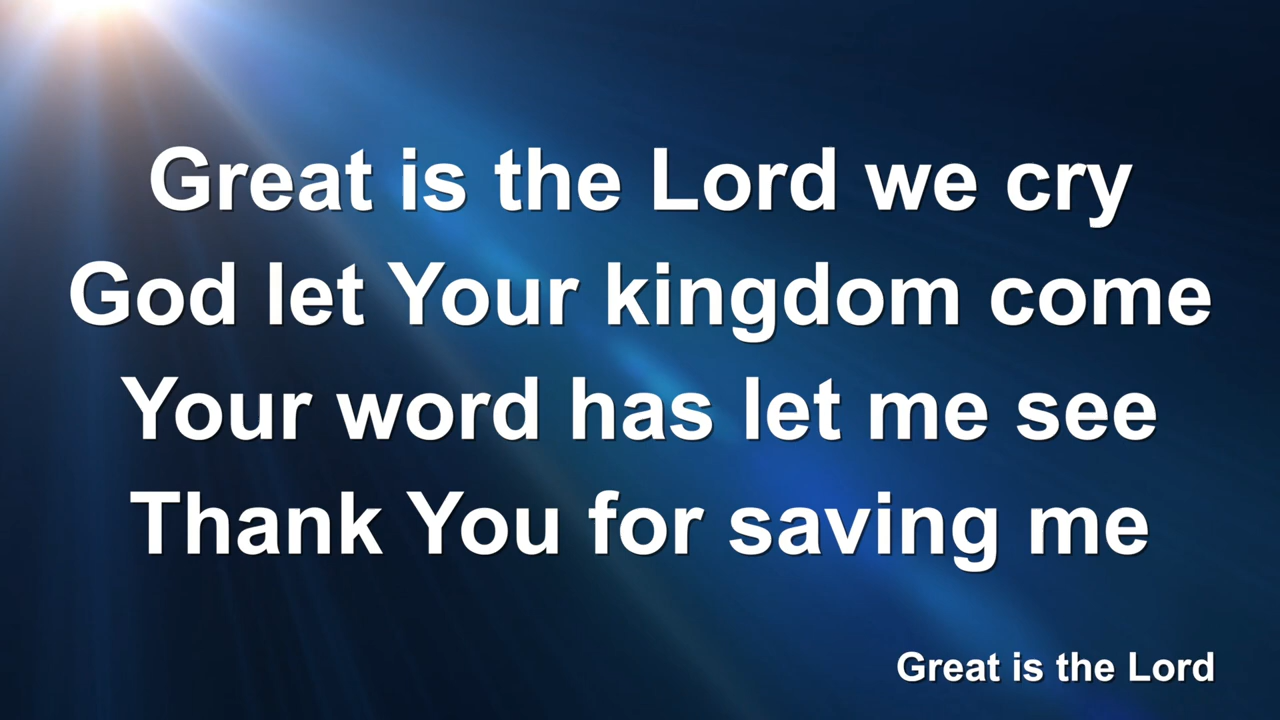 Great is the Lord we cry
God let Your kingdom come
Your word has let me see
Thank You for saving me
Great is the Lord